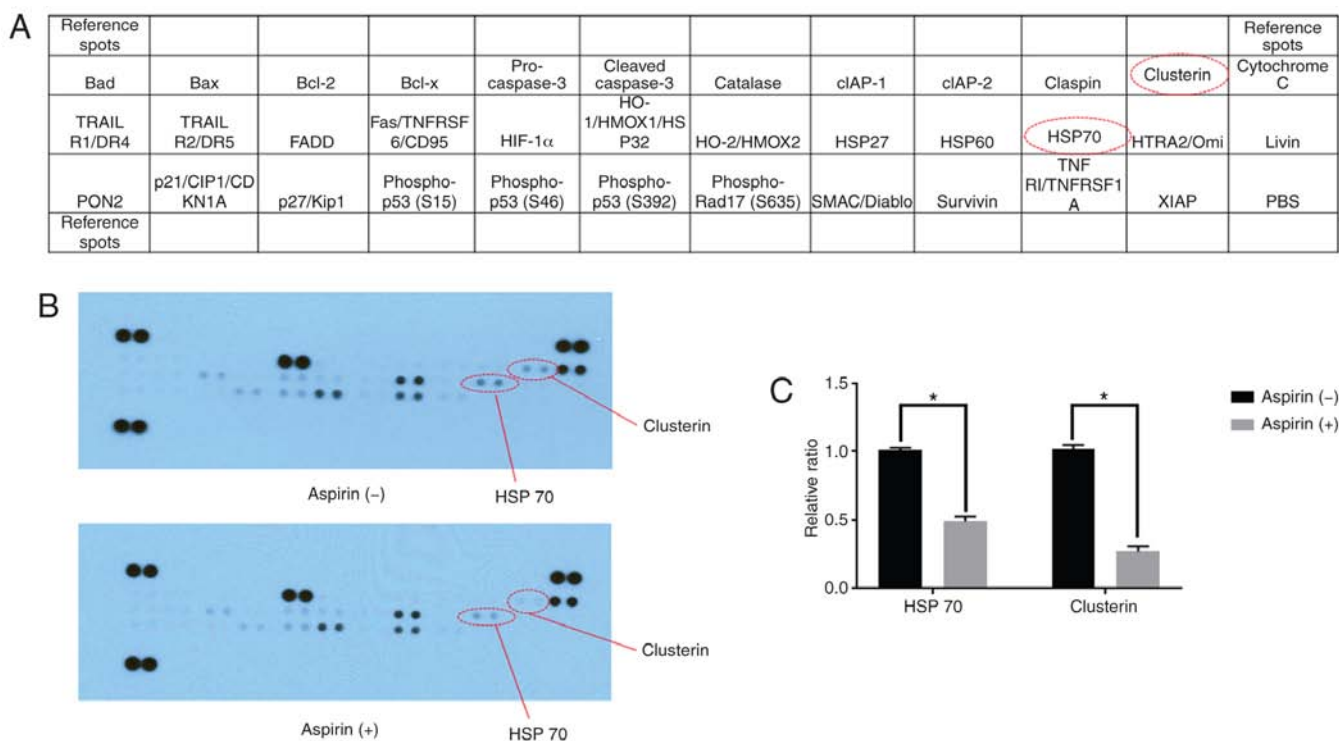 A
Reference spots
Reference spots
Bad
Bax
Bcl-2
Bcl-x
Pro-
caspase-3
Cleaved
caspase-3
Catalase
cIAP-1
cIAP-2
Claspin
Clusterin
Cytochrome
C
TRAIL
R1/DR4
TRAIL
R2/DR5
FADD
Fas/TNFRSF
6/CD95
HIF-1α
HO-
1/HMOX1/HS
P32
HO-2/HMOX2
HSP27
HSP60
HSP70
HTRA2/Omi
Livin
PON2
p21/CIP1/CD
KN1A
p27/Kip1
Phospho-
p53 (S15)
Phospho-
p53 (S46)
Phospho-
p53 (S392)
Phospho-
Rad17 (S635)
SMAC/Diablo
Survivin
TNF
RI/TNFRSF1
A
XIAP
PBS
Reference
spots
B
Clusterin
HSP 70
Aspirin (–)
Clusterin
HSP 70
Aspirin (+)
C
Relative ratio
1.5
1.0
0.5
0.0
*
*
HSP 70
Clusterin
Aspirin (–)
Aspirin (+)